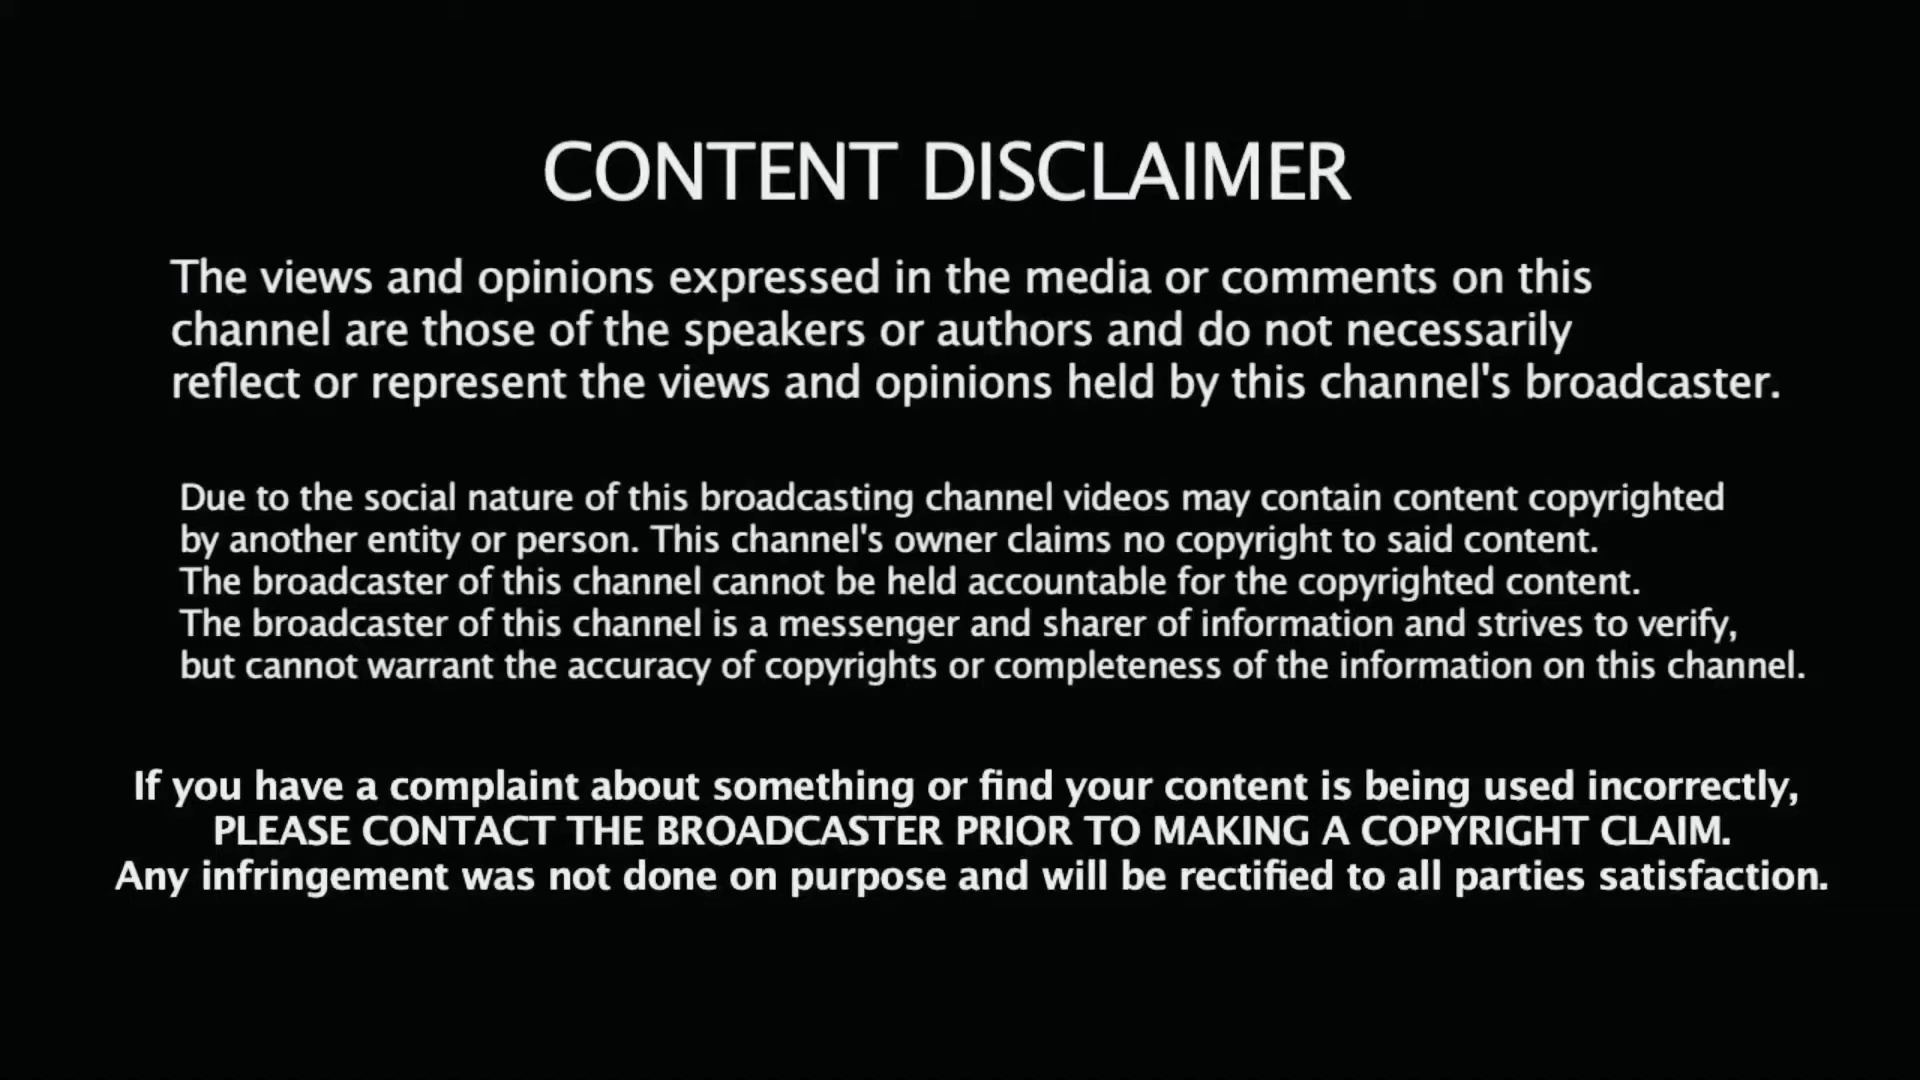 CONTENT DISCLAIMER
The views and opinions expressed in the media or comments on this
channel are those of the speakers or authors and do not necessarily
reflect or represent the views and opinions held by this channel's broadcaster.
Due to the social nature of this broadcasting channel videos may contain content copyrighted
by another entity or person. This channel's owner claims no copyright to said content.
The broadcaster of this channel cannot be held accountable for the copyrighted content.
The broadcaster of this channel is a messenger and sharer of information and strives to verify,
but cannot warrant the accuracy of copyrights or completeness of the information on this channel.
If you have a complaint about something or find your content is being used incorrectly,
PLEASE CONTACT THE BROADCASTER PRIOR TO MAKING A COPYRIGHT CLAIM.
Any infringement was not done on purpose and will be rectified to all parties satisfaction.